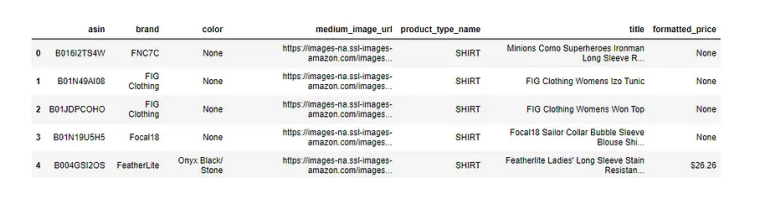 asin brand color medium_image_url product_type_name title formatted_price
0 B016I2TS4W FNC7C None https://images-na.ssl-images-amazon.com/images... SHIRT Minions Como Superheroes Ironman Long Sleeve R... None
1 B01N49AI08 FIG Clothing None https://images-na.ssl-images-amazon.com/images... SHIRT FIG Clothing Womens Izo Tunic None
2 B01JDPCOHO FIG Clothing None https://images-na.ssl-images-amazon.com/images... SHIRT FIG Clothing Womens Won Top None
3 B01N19U5H5 Focal18 None https://images-na.ssl-images-amazon.com/images... SHIRT Focal18 Sailor Collar Bubble Sleeve Blouse Shi... None
4 B004GSI2OS FeatherLite Onyx Black/ Stone https://images-na.ssl-images-amazon.com/images... SHIRT Featherlite Ladies' Long Sleeve Stain Resistan... $26.26